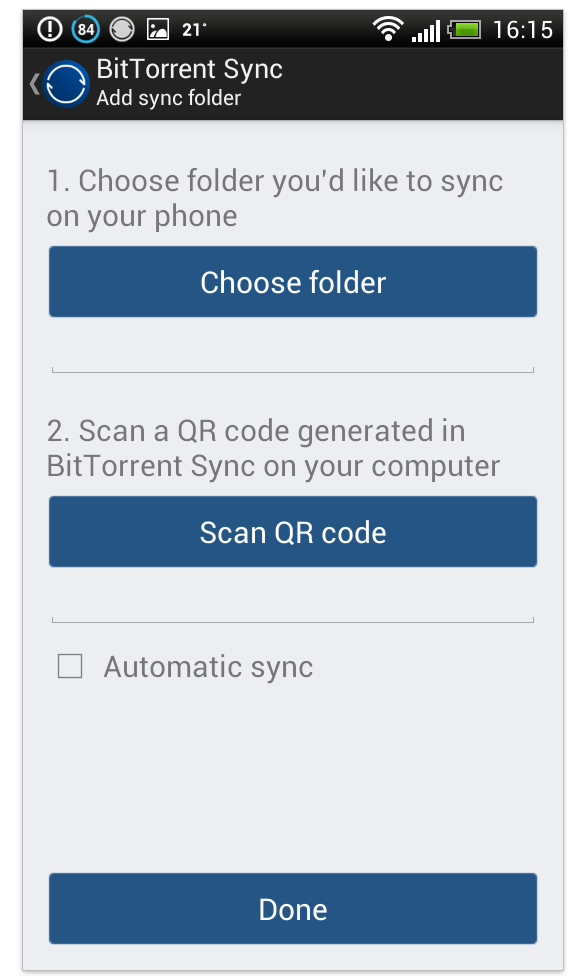 84 21° 16:15
BitTorrent Sync
Add sync folder
1. Choose folder you'd like to sync
on your phone
Choose folder
2. Scan a QR code generated in
BitTorrent Sync on your computer
Scan QR code
Automatic sync
Done